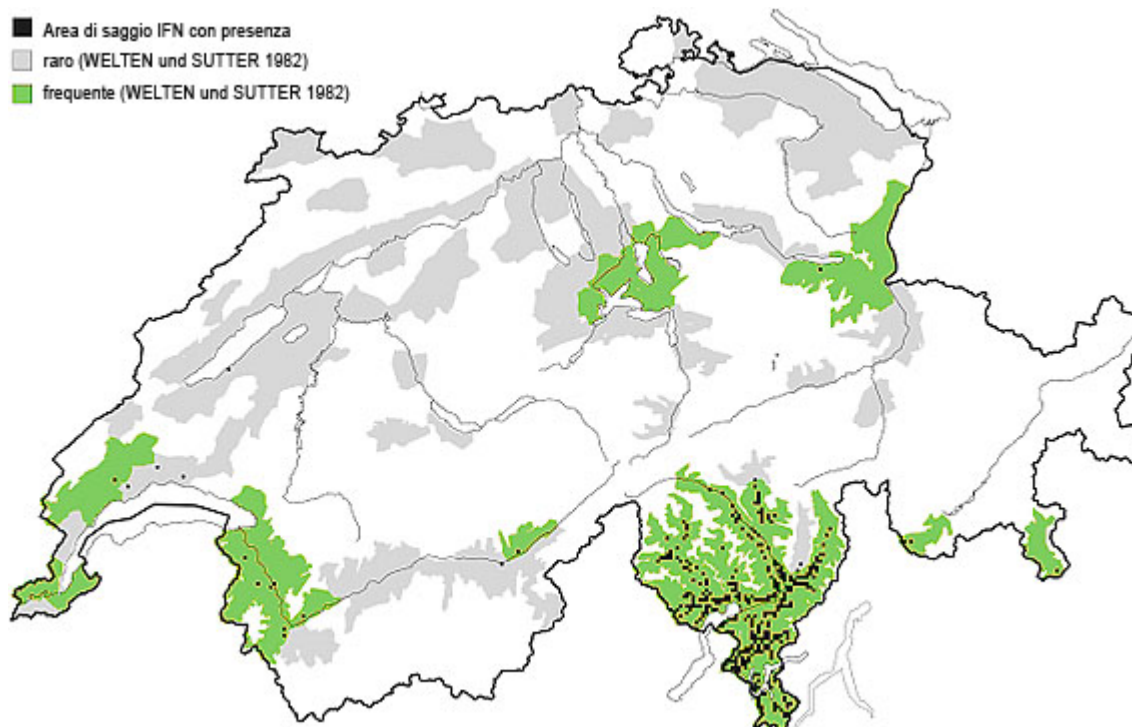 Area di saggio IFN con presenza
raro (WELTEN und SUTTER 1982)
frequente (WELTEN und SUTTER 1982)